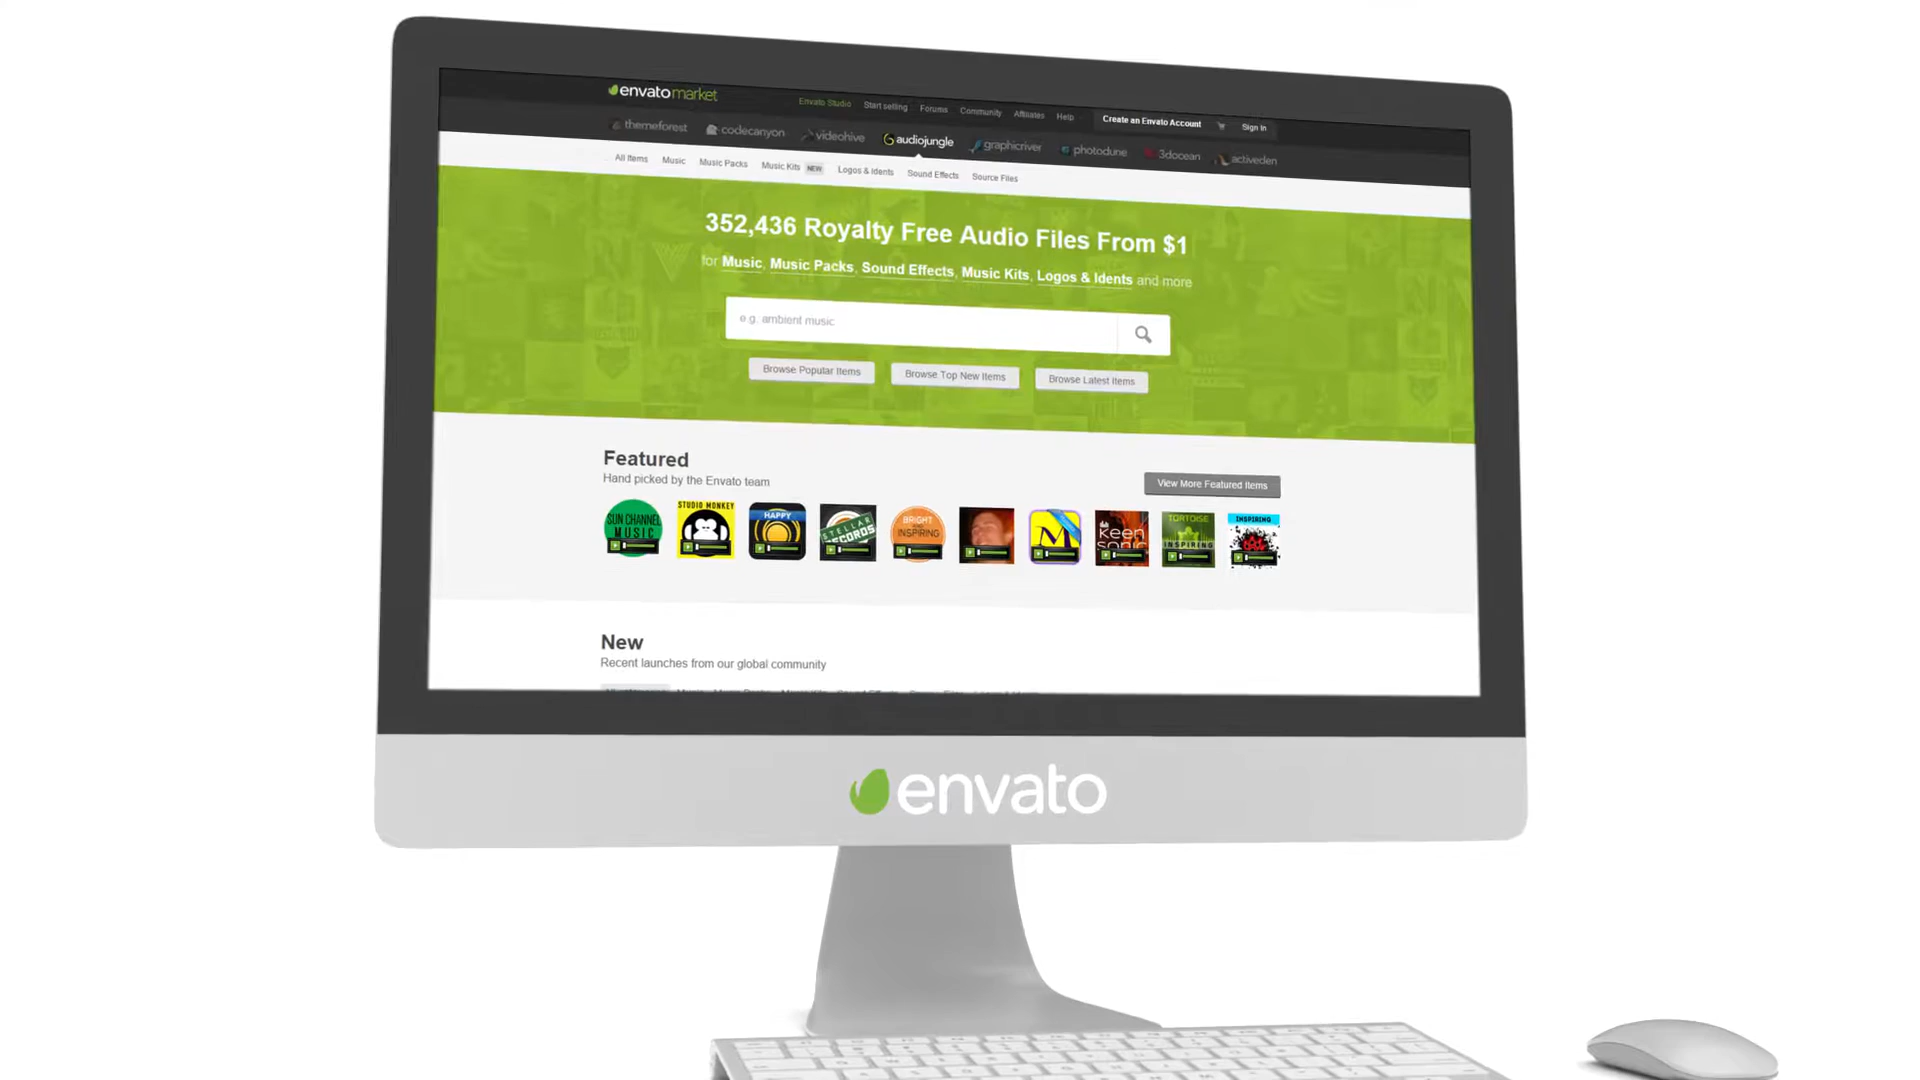 envatomarket
Envato Studio Start selling Forums Community Affiliates Help Create an Envato Account Sign In
themeforest codecanyon videohive audiojungle graphicriver photodune 3docean activeden
All Items Music Music Packs Music Kits NEW Logos & Idents Sound Effects Source Files
352,436 Royalty Free Audio Files From $1
for Music, Music Packs, Sound Effects, Music Kits, Logos & Idents and more
e.g. ambient music
Browse Popular Items Browse Top New Items Browse Latest Items
Featured
Hand picked by the Envato team
View More Featured Items
SUN CHANNEL
MUSIC
STUDIO MONKEY
HAPPY
STELLAR
RECORDS
BRIGHT
AND
INSPIRING
M
keen
sonic
TORTOISE
INSPIRING
INSPIRING
New
Recent launches from our global community
envato